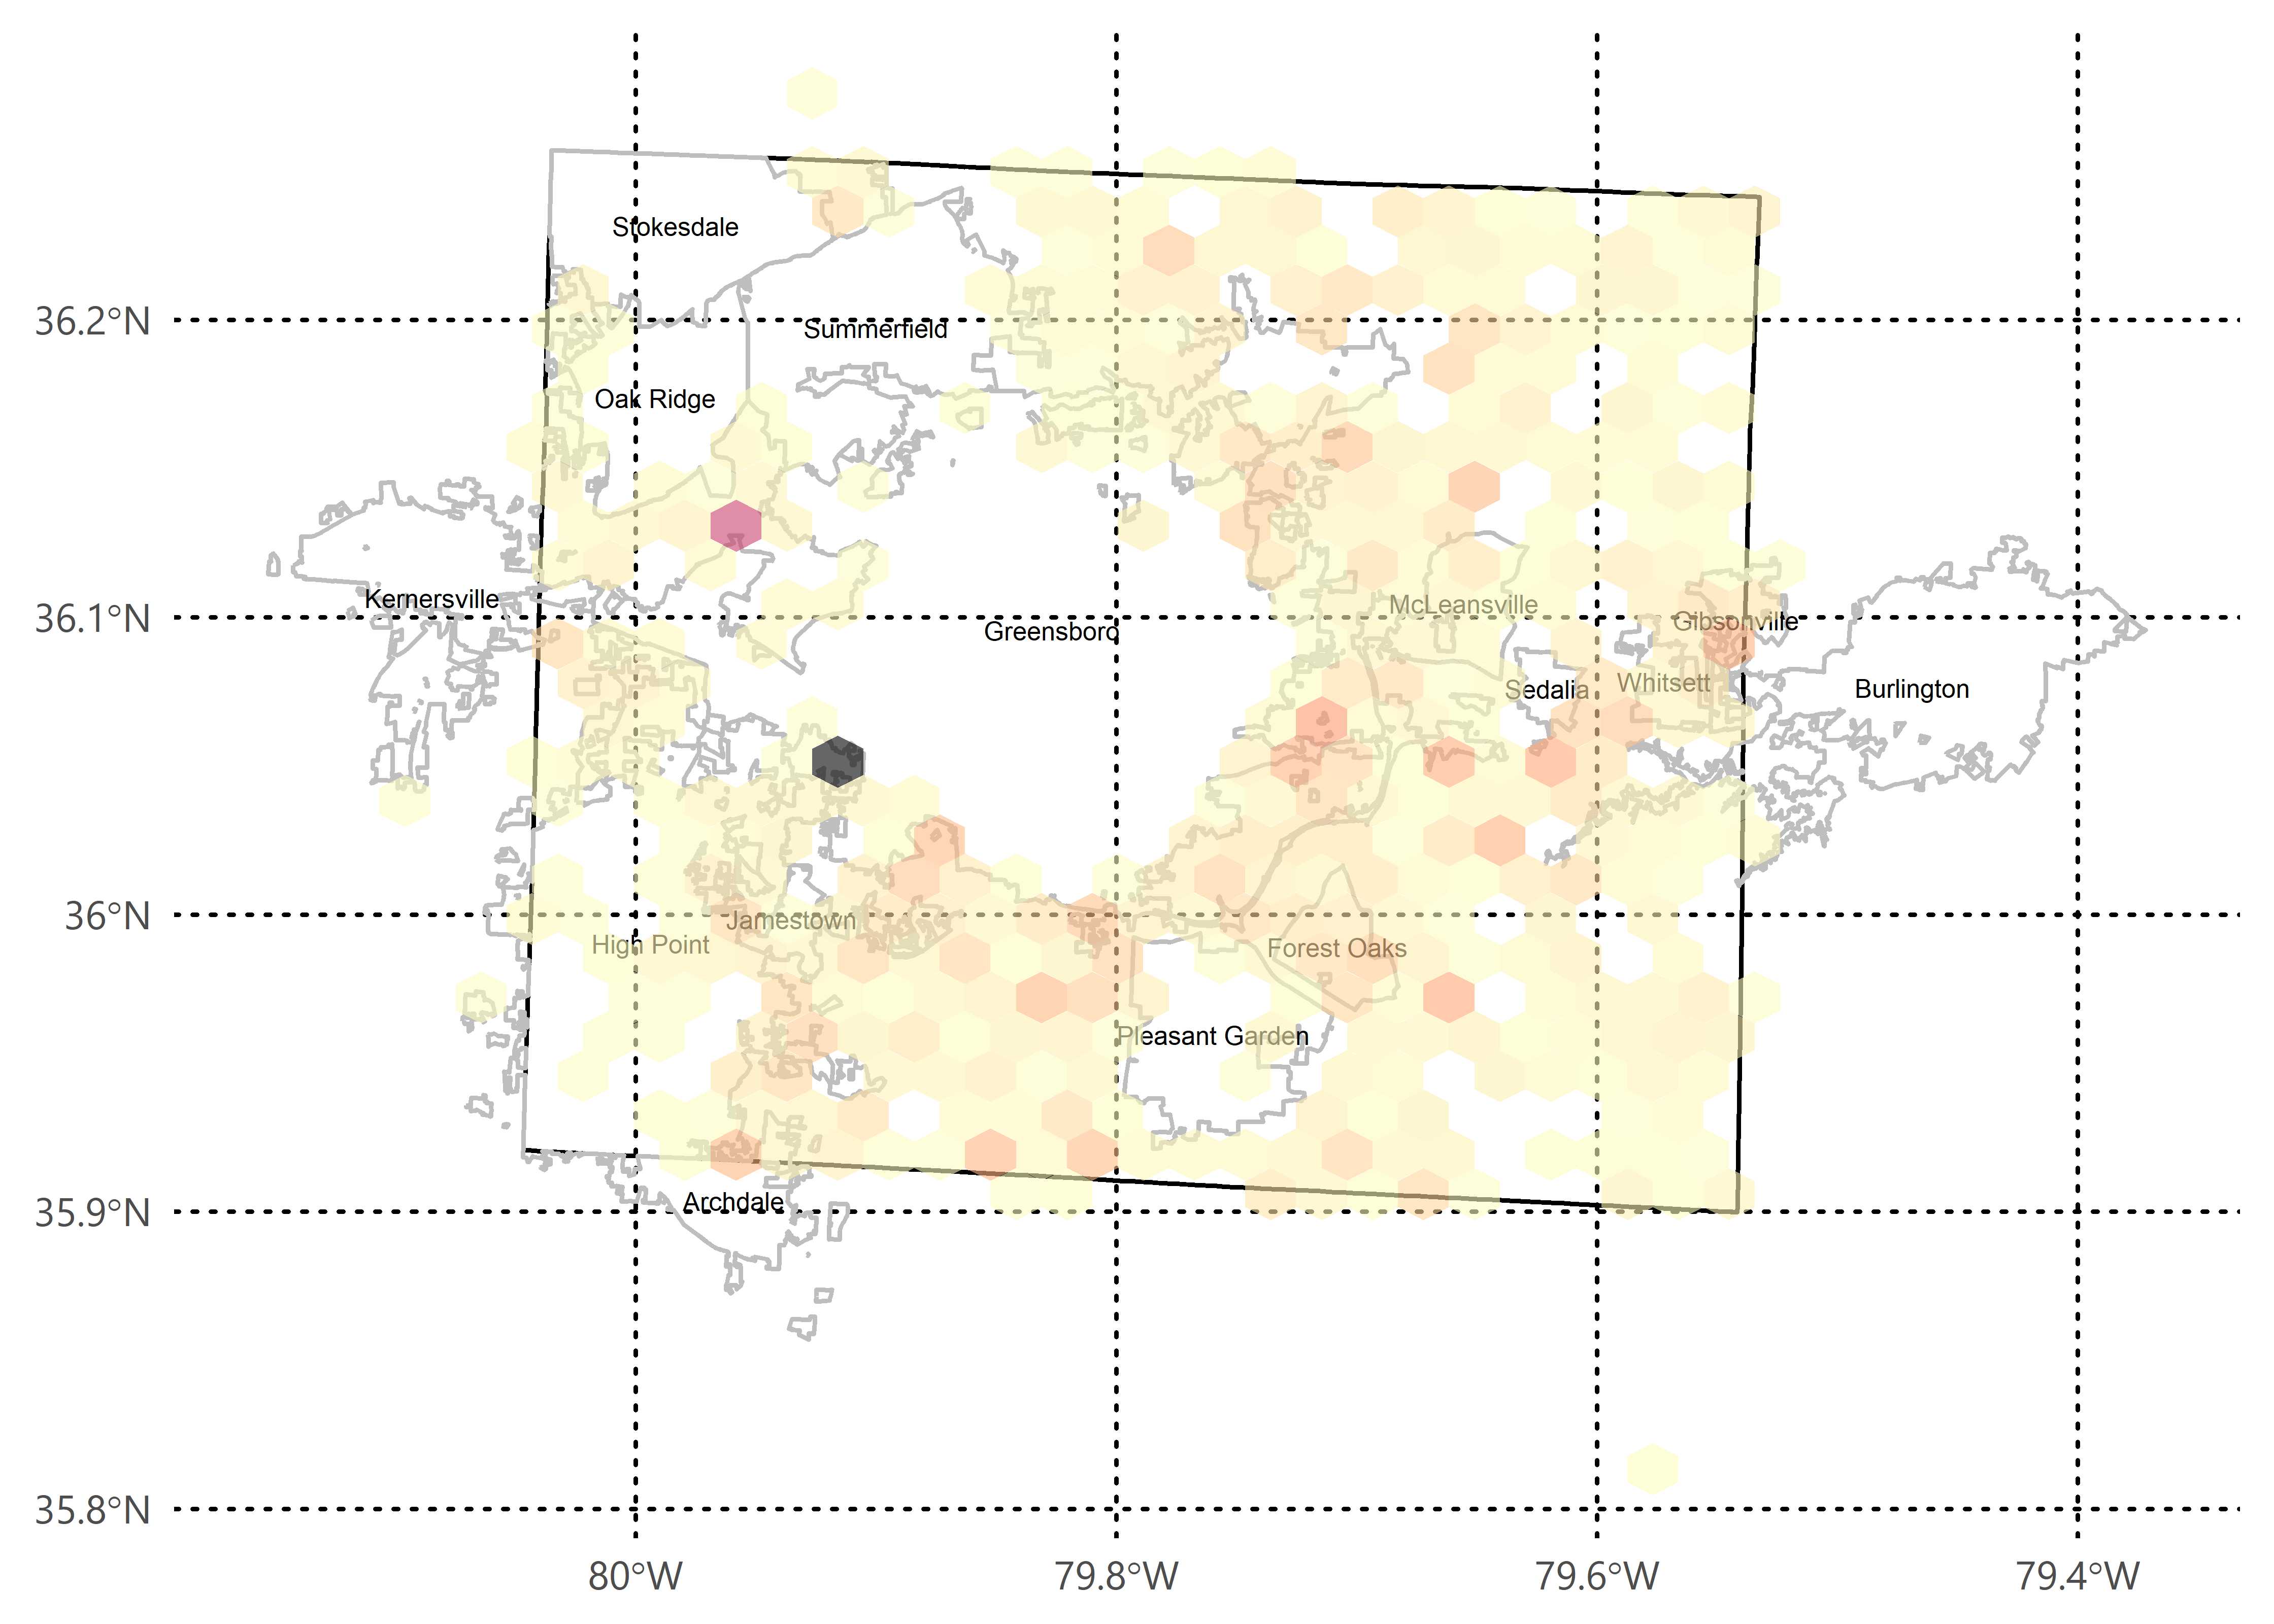 Stokesdale
36.2°N
Summerfield
Oak Ridge
Kernersville
McLeansville
36.1°N
Gibsonville
Greensboro
Whitsett
Sedalia
Burlington
36°N
Jamestown
High Point
Forest Oaks
Pleasant Garden
Archdale
35.9°N
35.8°N
80°W 79.8°W 79.6°W 79.4°W